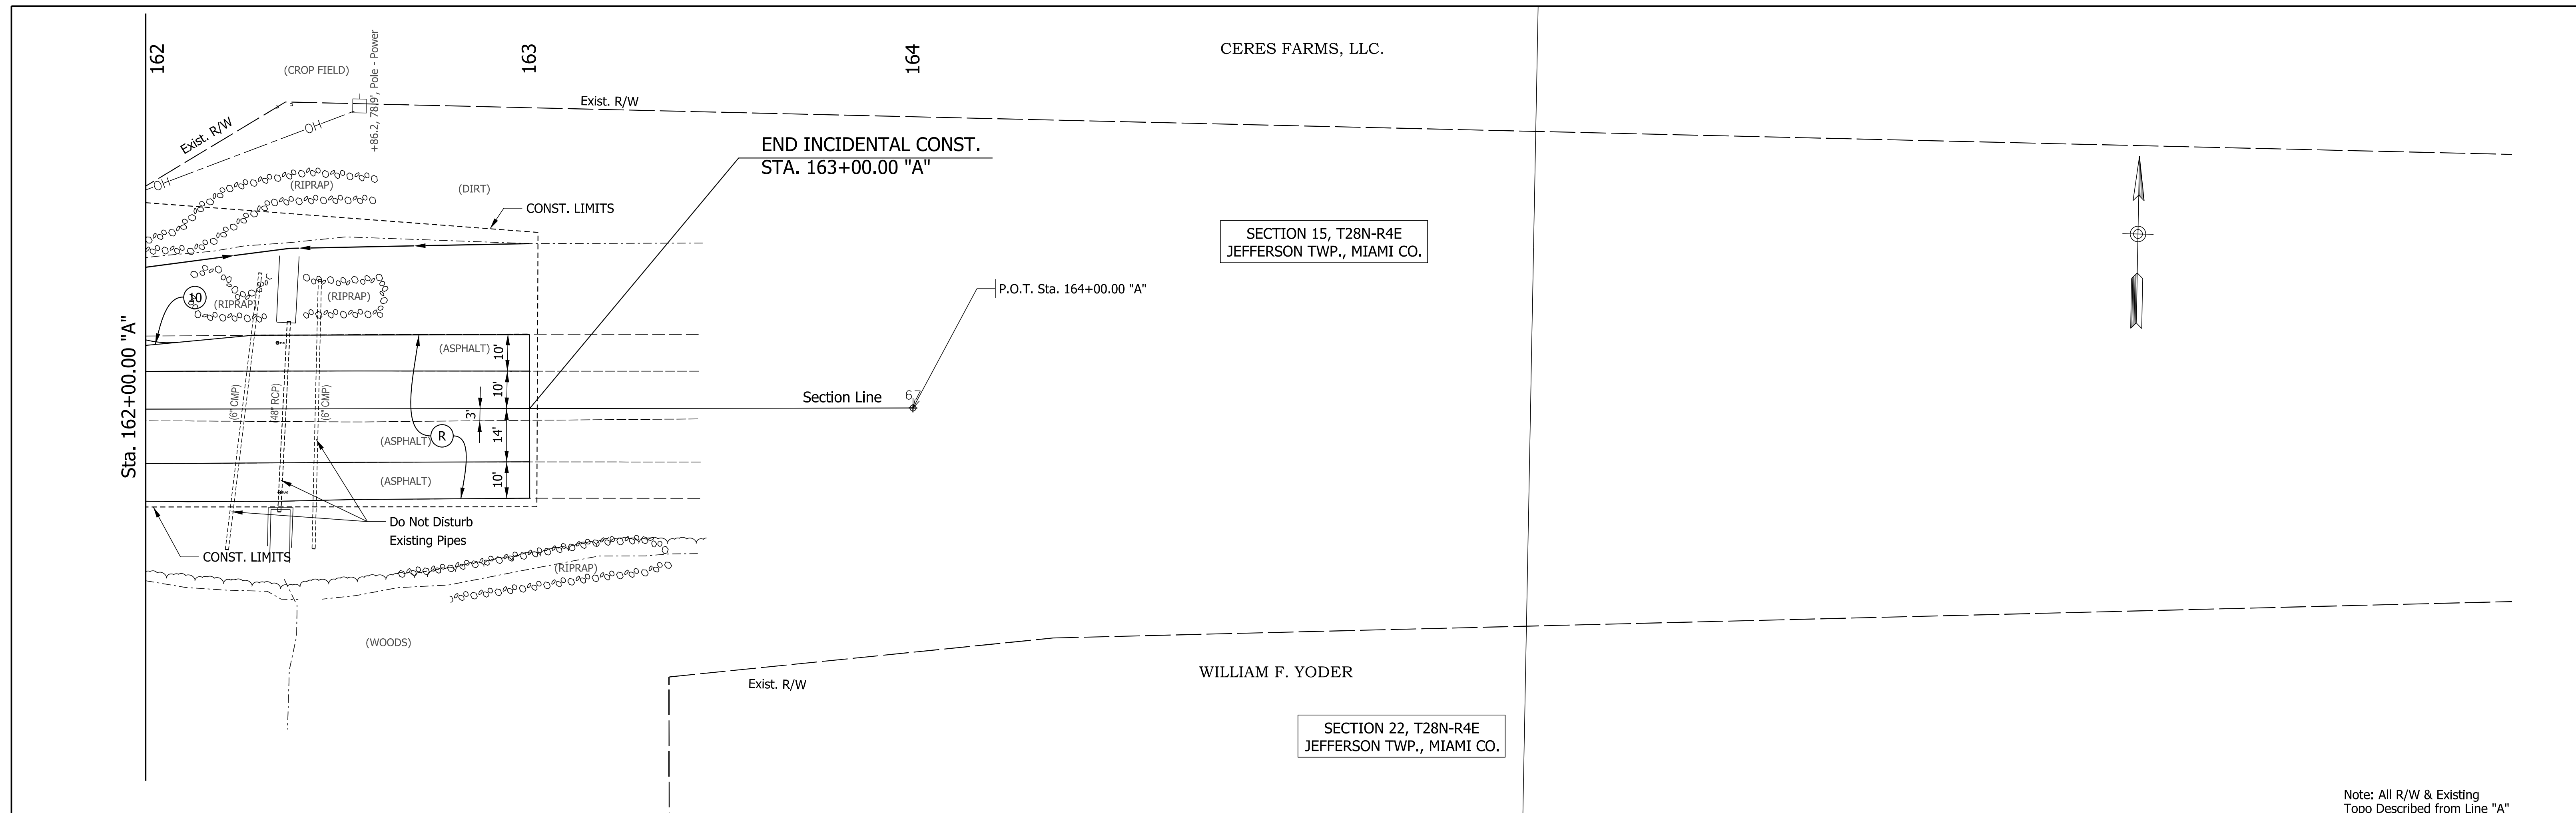 162
163
164
CERES FARMS, LLC.
(CROP FIELD)
+86.2, 78.9', Pole - Power
Exist. R/W
Exist. R/W
OH
OH
END INCIDENTAL CONST.
STA. 163+00.00 "A"
(RIPRAP)
(DIRT)
CONST. LIMITS
SECTION 15, T28N-R4E
JEFFERSON TWP., MIAMI CO.
P.O.T. Sta. 164+00.00 "A"
10
(RIPRAP)
(RIPRAP)
Sta. 162+00.00 "A"
(ASPHALT)
10'
10'
(6" CMP)
(48" RCP)
(6" CMP)
3'
Section Line
67
(ASPHALT)
R
14'
(ASPHALT)
10'
Do Not Disturb
Existing Pipes
CONST. LIMITS
(RIPRAP)
(WOODS)
Exist. R/W
WILLIAM F. YODER
SECTION 22, T28N-R4E
JEFFERSON TWP., MIAMI CO.
Note: All R/W & Existing
Topo Described from Line "A"